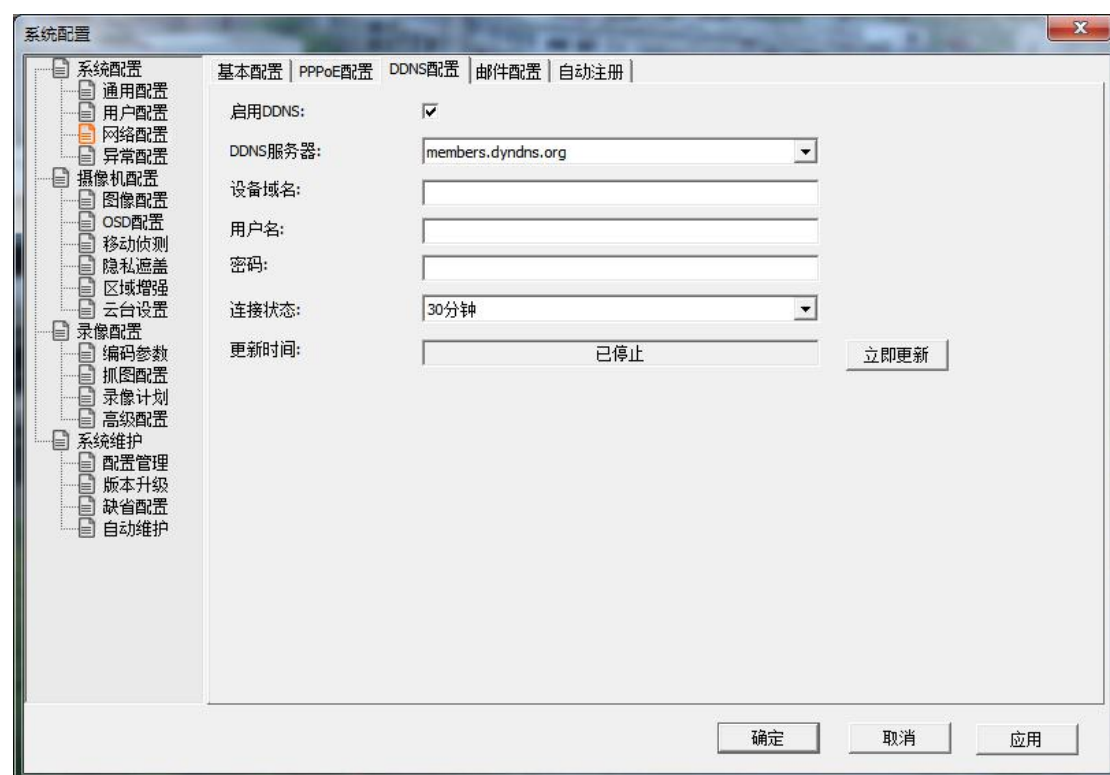 系统配置
系统配置
通用配置
用户配置
网络配置
异常配置
摄像机配置
图像配置
OSD配置
移动侦测
隐私遮盖
区域增强
云台设置
录像配置
编码参数
抓图配置
录像计划
高级配置
系统维护
配置管理
版本升级
缺省配置
自动维护
基本配置 PPPoE配置 DDNS配置 邮件配置 自动注册
启用DDNS:
DDNS服务器: members.dyndns.org
设备域名:
用户名:
密码:
连接状态: 30分钟
更新时间: 已停止 立即更新
确定 取消 应用